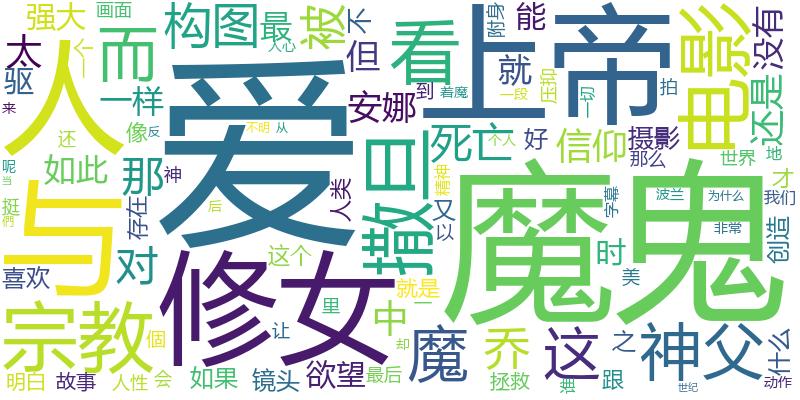 强大
构图
最
被
不
附身
能
上帝
电影
没有
画面
人心
太
人
而
爱
看
但
就
驱
一样
安娜
到
着魔
一段
压抑
一切
拍
还是
来
还
像
反
不明
从
撒旦
死亡
个人
好
信仰
摄影
那么
呢
当
如此
那
神
精神
世界
地
与
挺
们
存在
后
人类
魔鬼
又
以
字幕
波兰
为什么
才
我们
喜欢
对
修女
这个
里
时
美
非常
创造
宗教
個
让
就是
一
中
却
魔
乔
这
之
神父
什么
明白
故事
人性
会
如果
镜头
欲望
最后
拯救
谁
跟
世纪
动作